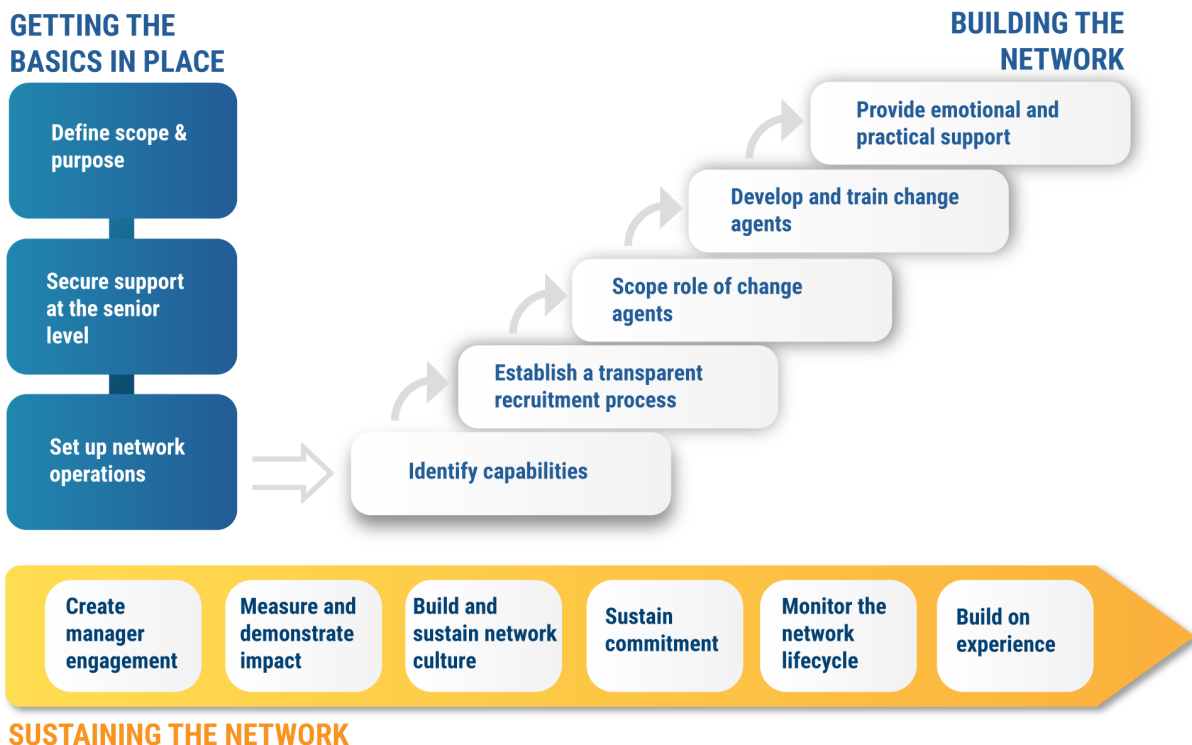 GETTING THE
BASICS IN PLACE
Define scope &
purpose
Secure support
at the senior
level
Set up network
operations
BUILDING THE
NETWORK
Provide emotional and
practical support
Develop and train change
agents
Scope role of change
agents
Establish a transparent
recruitment process
Identify capabilities
Create
manager
engagement
Measure and
demonstrate
impact
Build and
sustain network
culture
Sustain
commitment
Monitor the
network
lifecycle
Build on
experience
SUSTAINING THE NETWORK